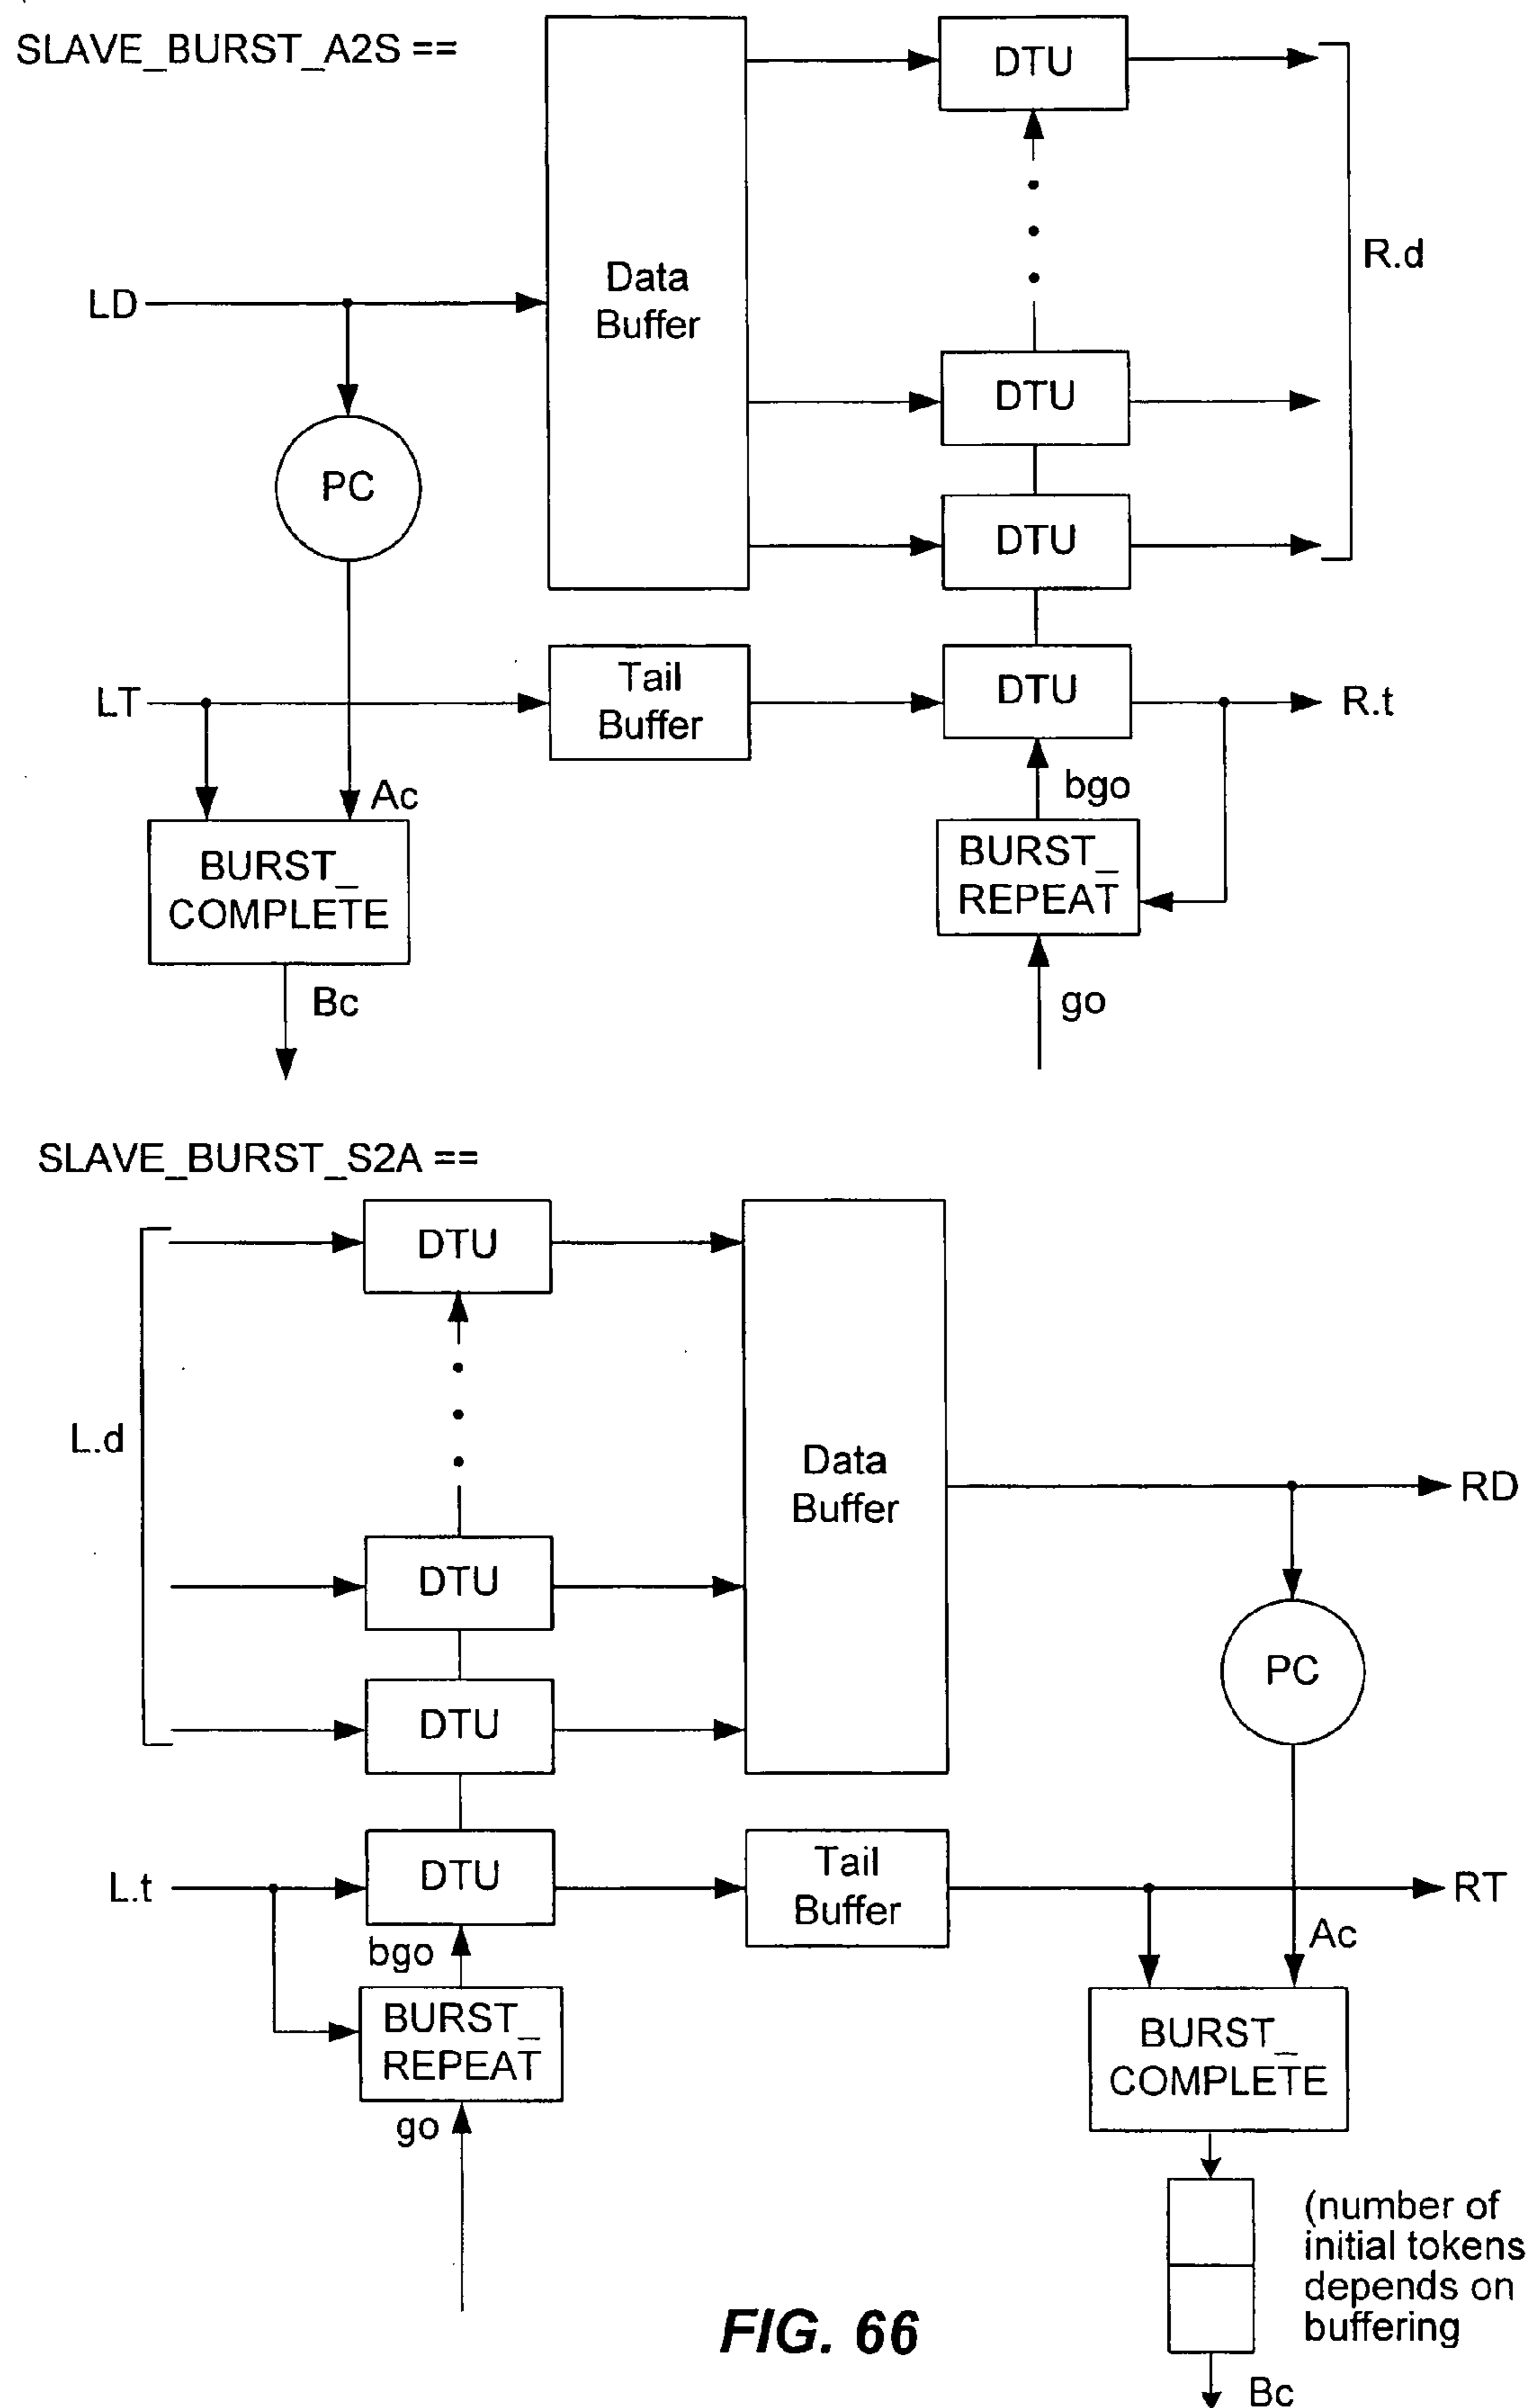 SLAVE_BURST_A2S ==
DTU
R.d
Data
Buffer
LD
DTU
PC
DTU
LT
Tail
Buffer
DTU
R.t
Ac
bgo
BURST_
COMPLETE
BURST_
REPEAT
Bc
go
SLAVE_BURST_S2A ==
DTU
L.d
Data
Buffer
RD
DTU
PC
DTU
L.t
DTU
Tail
Buffer
RT
bgo
Ac
BURST_
REPEAT
BURST_
COMPLETE
go
(number of
initial tokens
depends on
buffering
FIG. 66
Bc